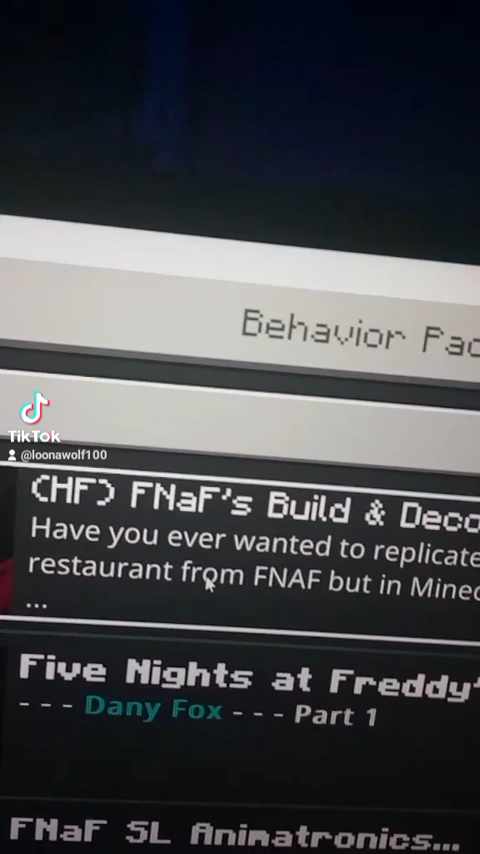 Behavior Pac
TikTok
@loonawolf100
(HF) FNaF's Build & Deco
Have you ever wanted to replicate
restaurant from FNAF but in Minec
...
Five Nights at Freddy'
--- Dany Fox --- Part 1
FNaF SL Animatronics...